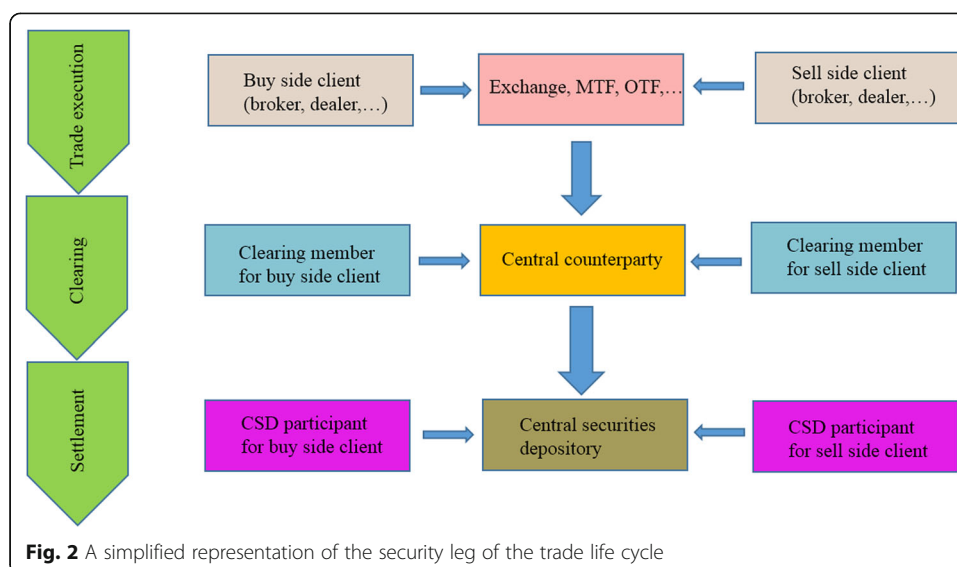 Trade execution
Buy side client
(broker, dealer,...)
Exchange, MTF, OTF,...
Sell side client
(broker, dealer,...)
Clearing
Clearing member
for buy side client
Central counterparty
Clearing member
for sell side client
Settlement
CSD participant
for buy side client
Central securities
depository
CSD participant
for sell side client
Fig. 2 A simplified representation of the security leg of the trade life cycle